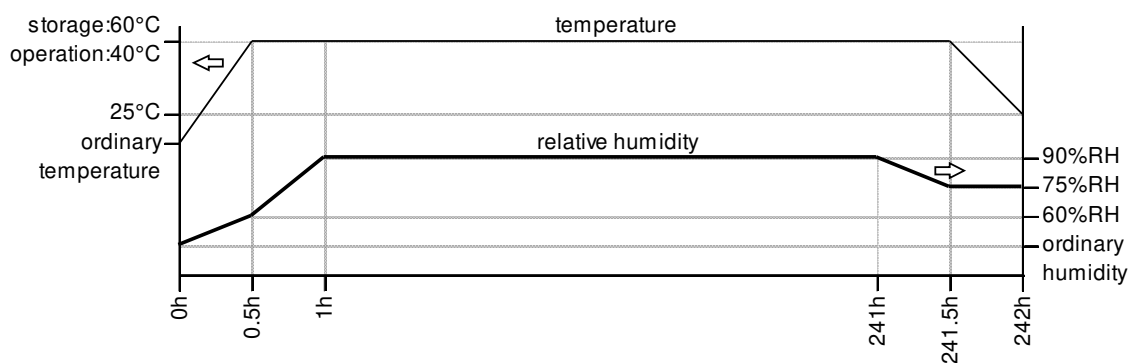 storage:60°C
temperature
operation:40°C
25°C
ordinary
temperature
relative humidity
90%RH
75%RH
60%RH
ordinary
humidity
0h
0.5h
1h
241h
241.5h
242h